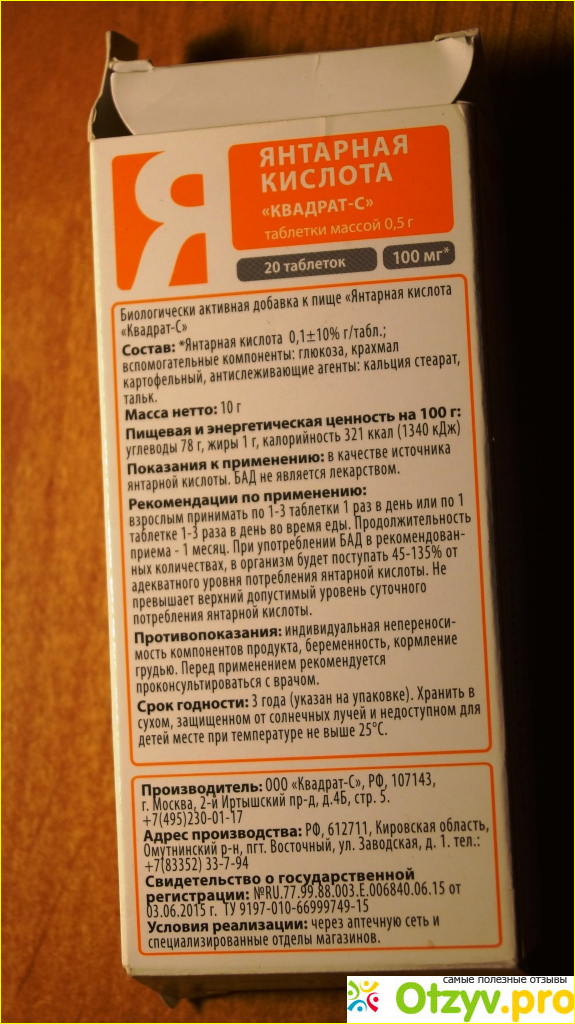 Я
ЯНТАРНАЯ
КИСЛОТА
«КВАДРАТ-С»
таблетки массой 0,5 г
20 таблеток
100 мг*
Биологически активная добавка к пище «Янтарная кислота
«Квадрат-С»
Состав: *Янтарная кислота 0,1±10% г/табл.;
вспомогательные компоненты: глюкоза, крахмал
картофельный, антислеживающие агенты: кальция стеарат,
тальк.
Масса нетто: 10 г
Пищевая и энергетическая ценность на 100 г:
углеводы 78 г, жиры 1 г, калорийность 321 ккал (1340 кДж)
Показания к применению: в качестве источника
янтарной кислоты. БАД не является лекарством.
Рекомендации по применению:
взрослым принимать по 1-3 таблетки 1 раз в день или по 1
таблетке 1-3 раза в день во время еды. Продолжительность
приема - 1 месяц. При употреблении БАД в рекомендован-
ных количествах, в организм будет поступать 45-135% от
адекватного уровня потребления янтарной кислоты. Не
превышает верхний допустимый уровень суточного
потребления янтарной кислоты.
Противопоказания: индивидуальная непереноси-
мость компонентов продукта, беременность, кормление
грудью. Перед применением рекомендуется
проконсультироваться с врачом.
Срок годности: 3 года (указан на упаковке). Хранить в
сухом, защищенном от солнечных лучей и недоступном для
детей месте при температуре не выше 25°С.
Производитель: ООО «Квадрат-С», РФ, 107143,
г. Москва, 2-й Иртышский пр-д, д.4Б, стр. 5.
+7(495)230-01-17
Адрес производства: РФ, 612711, Кировская область,
Омутнинский р-н, пгт. Восточный, ул. Заводская, д. 1. тел.:
+7(83352) 33-7-94
Свидетельство о государственной
регистрации: №RU.77.99.88.003.Е.006840.06.15 от
03.06.2015 г. ТУ 9197-010-66999749-15
Условия реализации: через аптечную сеть и
специализированные отделы магазинов.
самые полезные отзывы
Otzyv.pro